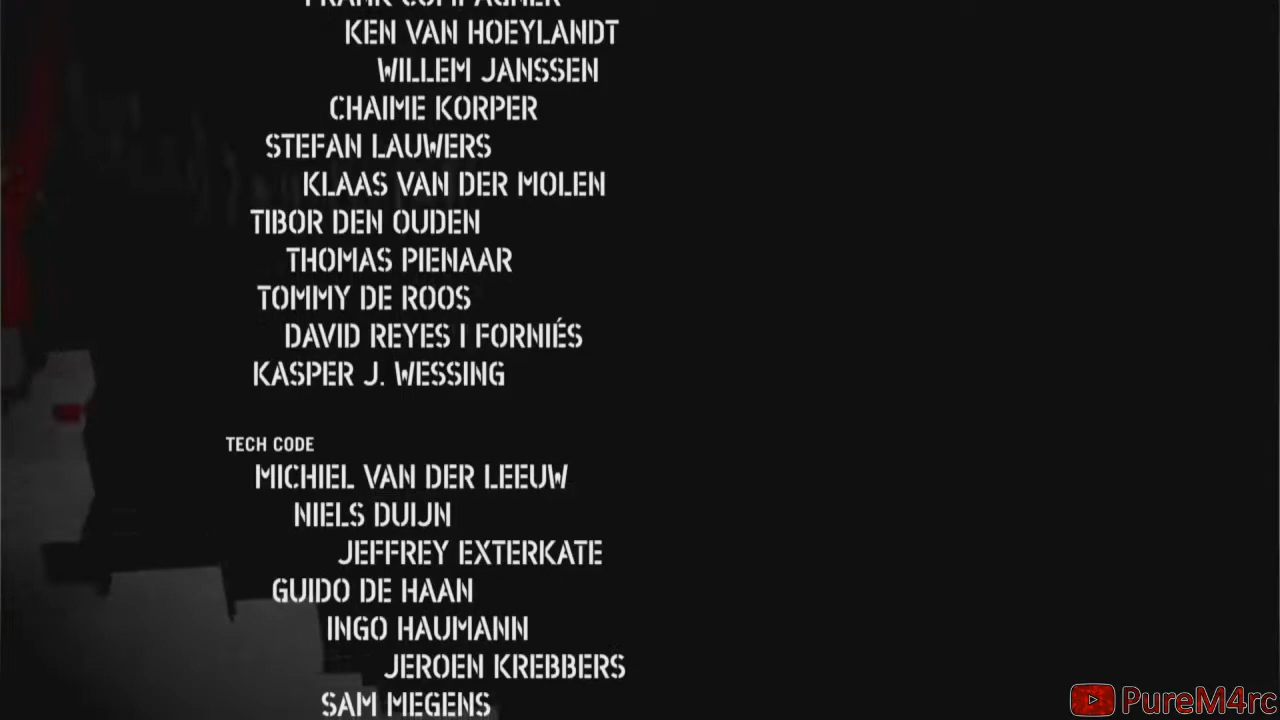 FRANK COMPAGNER
KEN VAN HOEYLANDT
WILLEM JANSSEN
CHAIME KORPER
STEFAN LAUWERS
KLAAS VAN DER MOLEN
TIBOR DEN OUDEN
THOMAS PIENAAR
TOMMY DE ROOS
DAVID REYES I FORNIÉS
KASPER J. WESSING
TECH CODE
MICHIEL VAN DER LEEUW
NIELS DUIJN
JEFFREY EXTERKATE
GUIDO DE HAAN
INGO HAUMANN
JEROEN KREBBERS
SAM MEGENS
PureM4rc